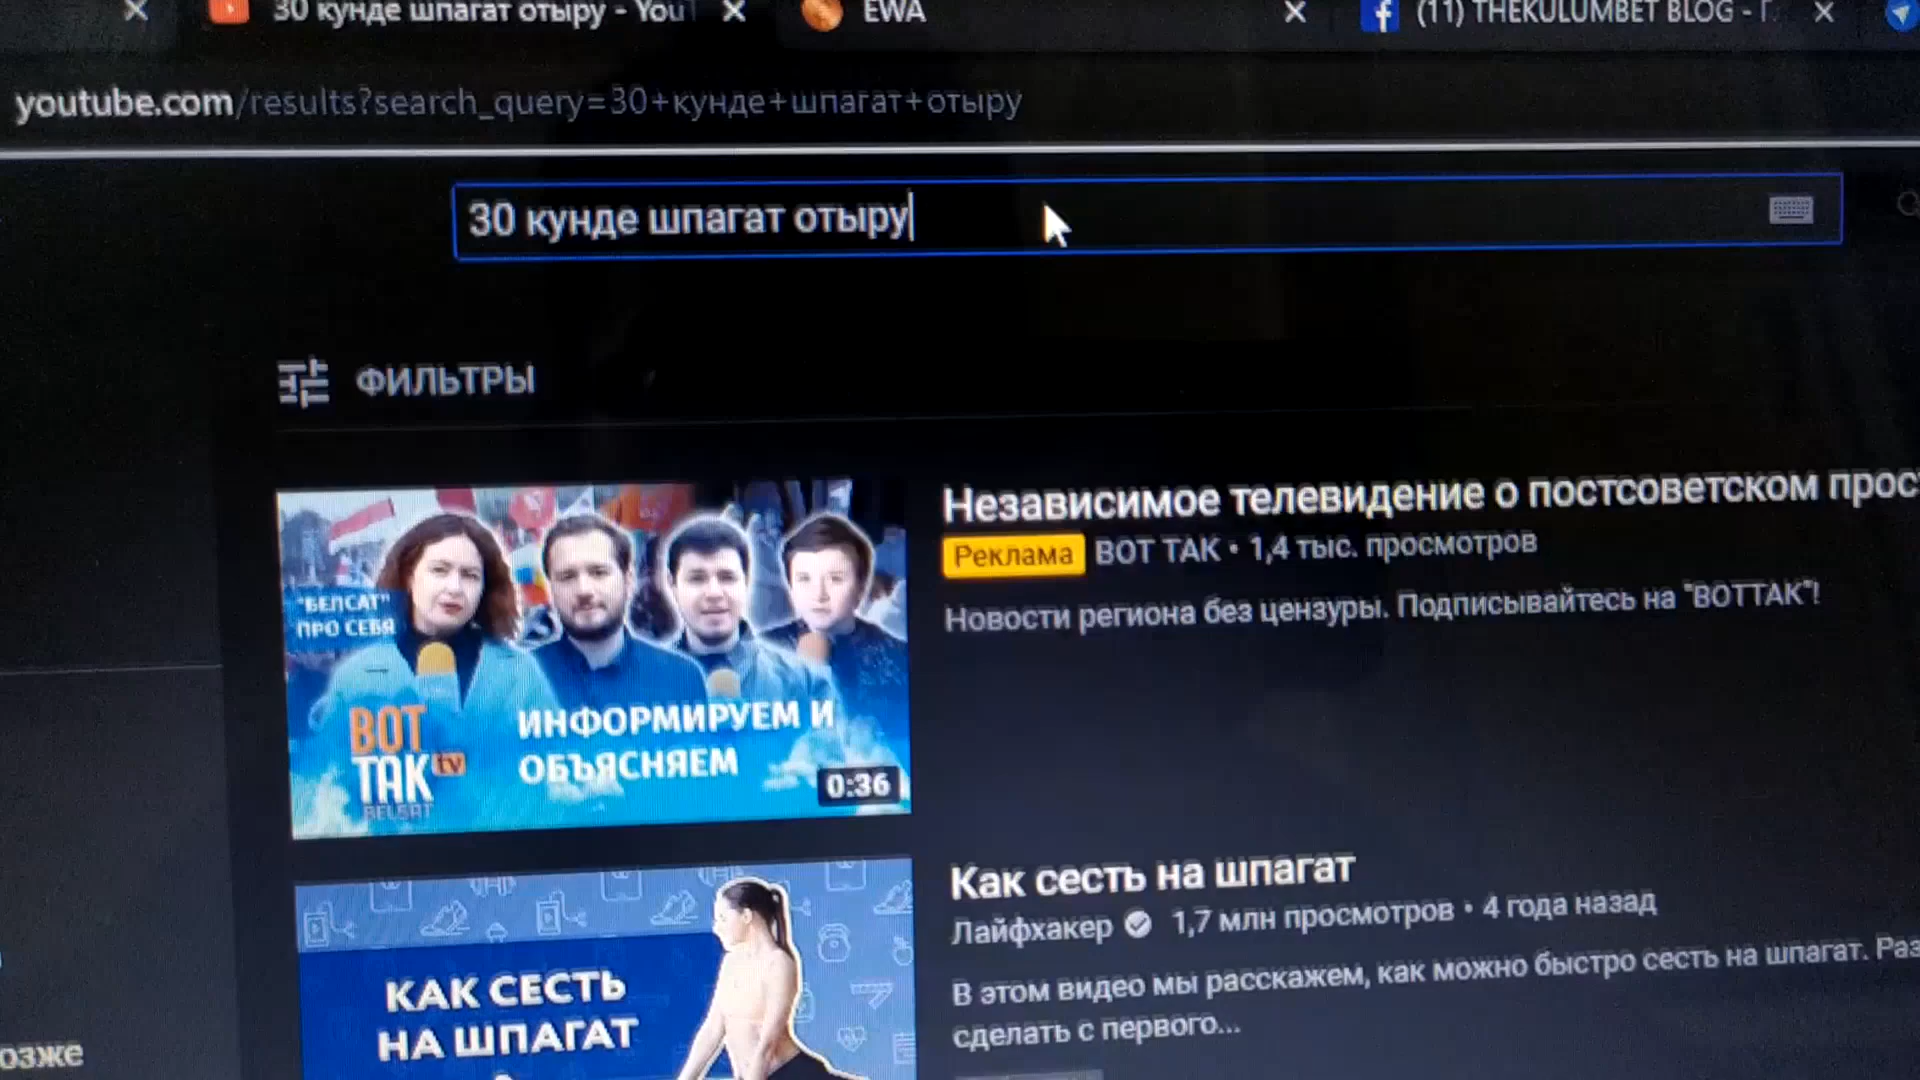 30 кунде шпагат отыру - YouT
EWA
(11) THEKULUMBET BLOG - Г
youtube.com/results?search_query=30+кунде+шпагат+отыру
30 кунде шпагат отыру
ФИЛЬТРЫ
"БЕЛСАТ"
ПРО СЕБЯ
ВОТ
ТАК tv
BELSAT
ИНФОРМИРУЕМ И
ОБЪЯСНЯЕМ
0:36
Независимое телевидение о постсоветском прос
Реклама ВОТ ТАК • 1,4 тыс. просмотров
Новости региона без цензуры. Подписывайтесь на "ВОТТАК"!
КАК СЕСТЬ
НА ШПАГАТ
Как сесть на шпагат
Лайфхакер 1,7 млн просмотров • 4 года назад
В этом видео мы расскажем, как можно быстро сесть на шпагат. Раз
сделать с первого...
озже